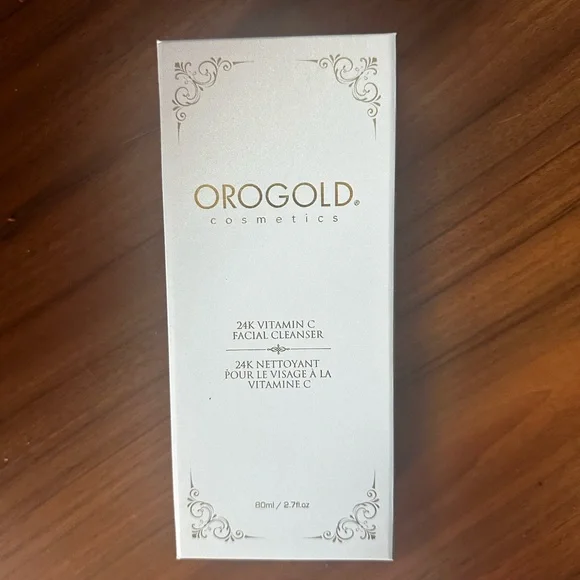 OROGOLD®
cosmetics
24K VITAMIN C
FACIAL CLEANSER
24K NETTOYANT
POUR LE VISAGE À LA
VITAMINE C
80ml / 2.7fl.oz